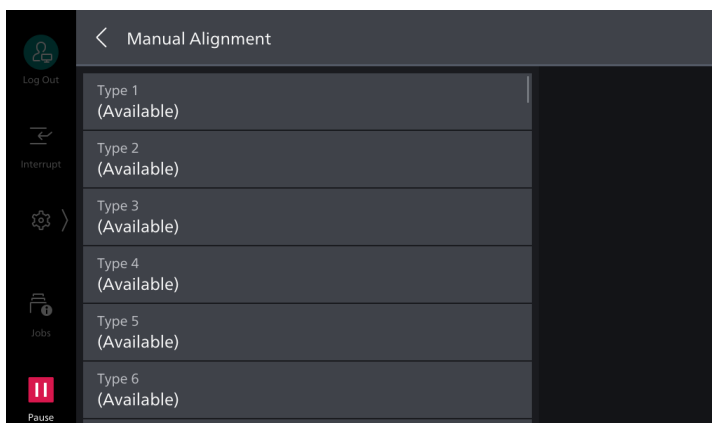 Manual Alignment
Log Out
Interrupt
Jobs
Pause
Type 1
(Available)
Type 2
(Available)
Type 3
(Available)
Type 4
(Available)
Type 5
(Available)
Type 6
(Available)